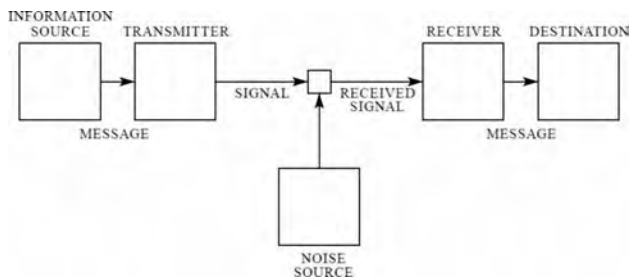 INFORMATION
SOURCE
TRANSMITTER
RECEIVER
DESTINATION
SIGNAL
RECEIVED
SIGNAL
MESSAGE
MESSAGE
NOISE
SOURCE